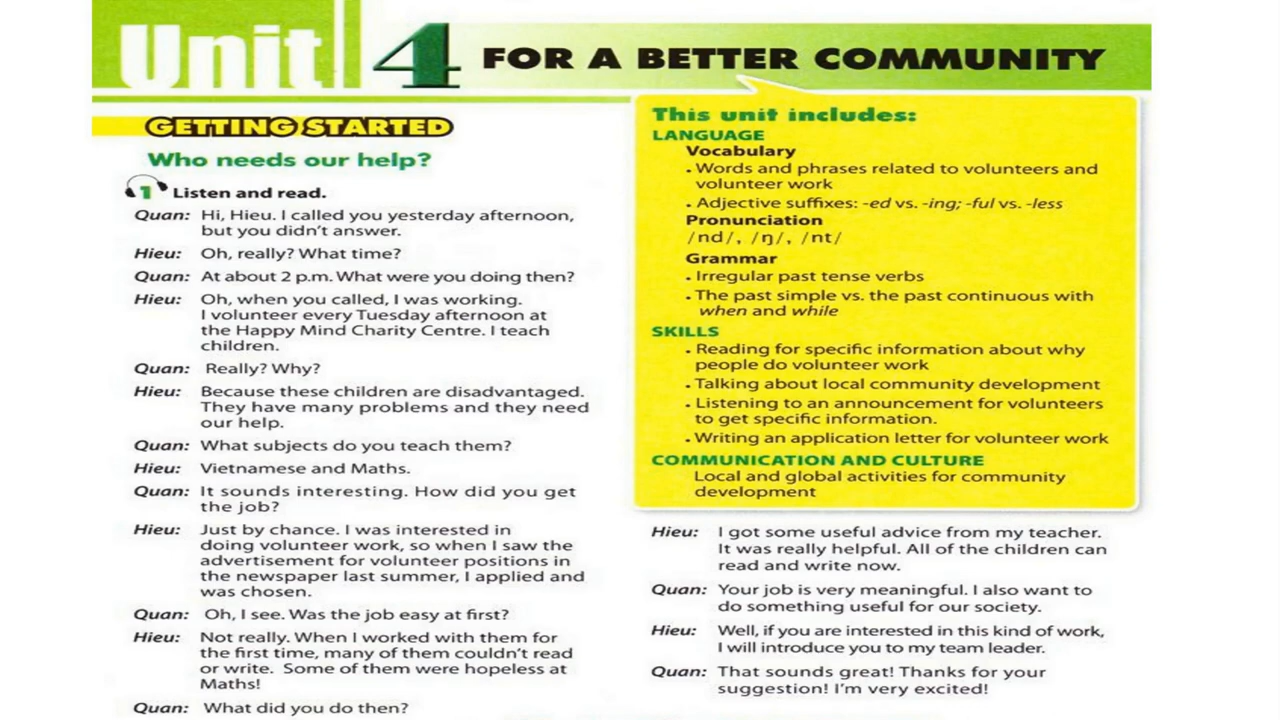 Unit 4 FOR A BETTER COMMUNITY
GETTING STARTED
Who needs our help?
1 Listen and read.
Quan: Hi, Hieu. I called you yesterday afternoon,
but you didn't answer.
Hieu: Oh, really? What time?
Quan: At about 2 p.m. What were you doing then?
Hieu: Oh, when you called, I was working.
I volunteer every Tuesday afternoon at
the Happy Mind Charity Centre. I teach
children.
Quan: Really? Why?
Hieu: Because these children are disadvantaged.
They have many problems and they need
our help.
Quan: What subjects do you teach them?
Hieu: Vietnamese and Maths.
Quan: It sounds interesting. How did you get
the job?
Hieu: Just by chance. I was interested in
doing volunteer work, so when I saw the
advertisement for volunteer positions in
the newspaper last summer, I applied and
was chosen.
Quan: Oh, I see. Was the job easy at first?
Hieu: Not really. When I worked with them for
the first time, many of them couldn't read
or write. Some of them were hopeless at
Maths!
Quan: What did you do then?
This unit includes:
LANGUAGE
Vocabulary
• Words and phrases related to volunteers and
volunteer work
• Adjective suffixes: -ed vs. -ing; -ful vs. -less
Pronunciation
/nd/, /ŋ/, /nt/
Grammar
• Irregular past tense verbs
• The past simple vs. the past continuous with
when and while
SKILLS
• Reading for specific information about why
people do volunteer work
• Talking about local community development
• Listening to an announcement for volunteers
to get specific information.
• Writing an application letter for volunteer work
COMMUNICATION AND CULTURE
Local and global activities for community
development
Hieu: I got some useful advice from my teacher.
It was really helpful. All of the children can
read and write now.
Quan: Your job is very meaningful. I also want to
do something useful for our society.
Hieu: Well, if you are interested in this kind of work,
I will introduce you to my team leader.
Quan: That sounds great! Thanks for your
suggestion! I'm very excited!